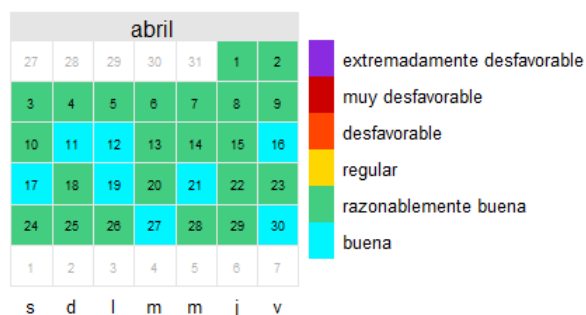 abril
27 28 29 30 31 1 2
3 4 5 6 7 8 9
10 11 12 13 14 15 16
17 18 19 20 21 22 23
24 25 26 27 28 29 30
1 2 3 4 5 6 7
s d l m m j v
extremadamente desfavorable
muy desfavorable
desfavorable
regular
razonablemente buena
buena